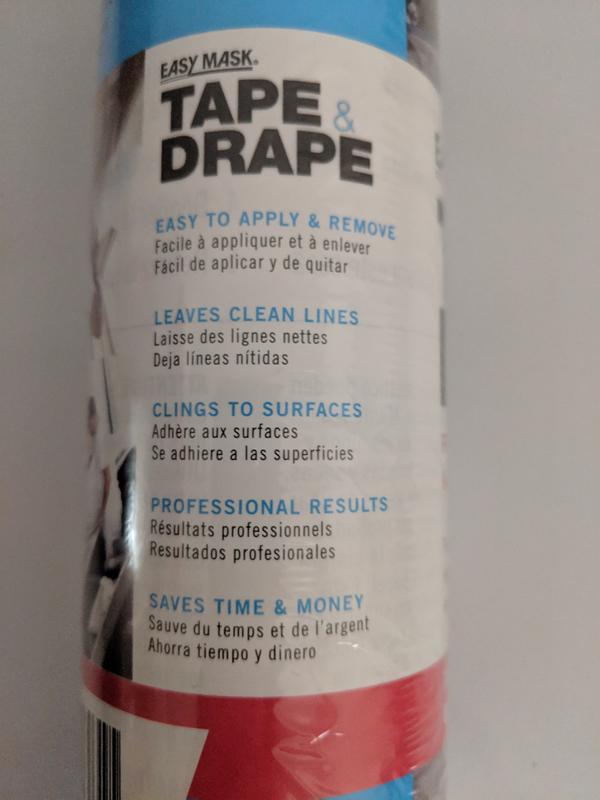 EASY MASK®
TAPE &
DRAPE
EASY TO APPLY & REMOVE
Facile à appliquer et à enlever
Fácil de aplicar y de quitar
LEAVES CLEAN LINES
Laisse des lignes nettes
Deja líneas nítidas
CLINGS TO SURFACES
Adhère aux surfaces
Se adhiere a las superficies
PROFESSIONAL RESULTS
Résultats professionnels
Resultados profesionales
SAVES TIME & MONEY
Sauve du temps et de l'argent
Ahorra tiempo y dinero